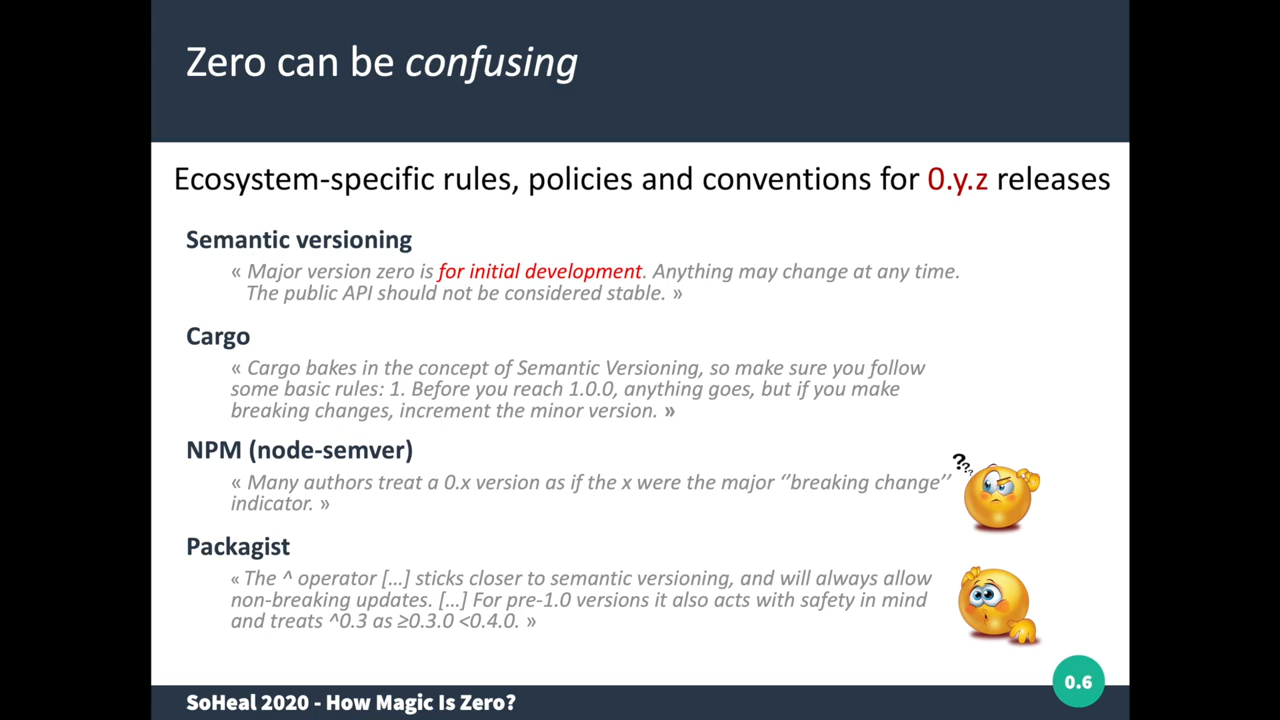 Zero can be confusing
Ecosystem-specific rules, policies and conventions for 0.y.z releases
Semantic versioning
« Major version zero is for initial development. Anything may change at any time.
The public API should not be considered stable. »
Cargo
« Cargo bakes in the concept of Semantic Versioning, so make sure you follow
some basic rules: 1. Before you reach 1.0.0, anything goes, but if you make
breaking changes, increment the minor version. »
NPM (node-semver)
« Many authors treat a 0.x version as if the x were the major ‘’breaking change’’
indicator. »
???
Packagist
« The ^ operator […] sticks closer to semantic versioning, and will always allow
non-breaking updates. […] For pre-1.0 versions it also acts with safety in mind
and treats ^0.3 as ≥0.3.0 <0.4.0. »
0.6
SoHeal 2020 - How Magic Is Zero?